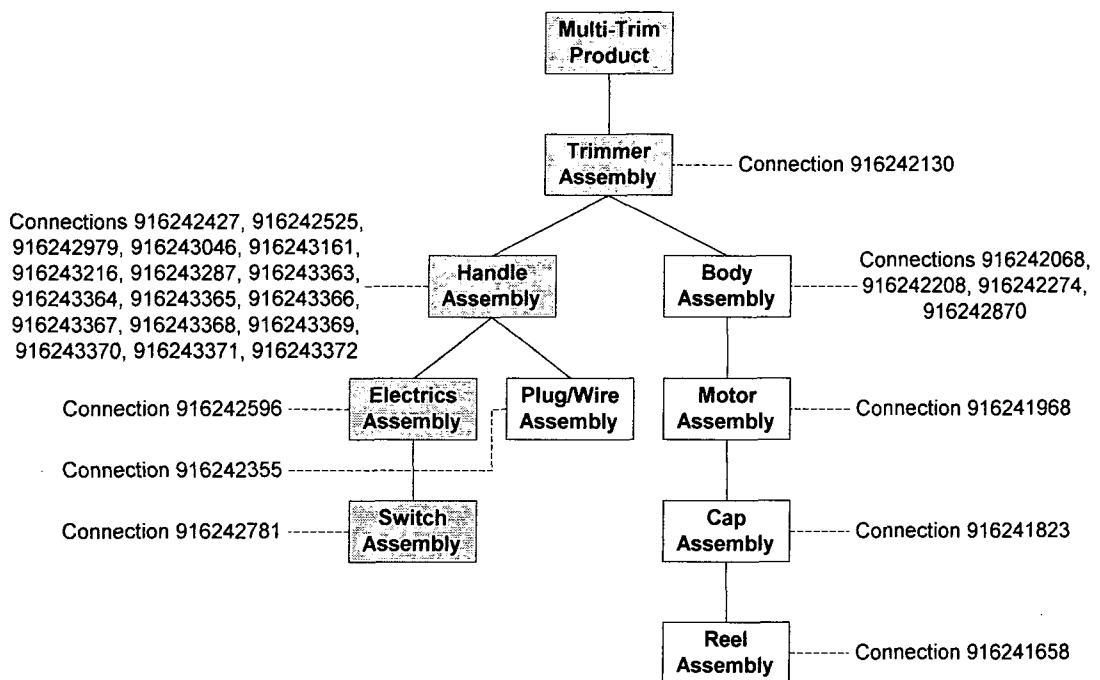 Multi-Trim
Product
Trimmer
Assembly
Connection 916242130
Connections 916242427, 916242525,
916242979, 916243046, 916243161,
916243216, 916243287, 916243363,
916243364, 916243365, 916243366,
916243367, 916243368, 916243369,
916243370, 916243371, 916243372
Handle
Assembly
Body
Assembly
Connections 916242068,
916242208, 916242274,
916242870
Connection 916242596
Electrics
Assembly
Plug/Wire
Assembly
Motor
Assembly
Connection 916241968
Connection 916242355
Connection 916242781
Switch
Assembly
Cap
Assembly
Connection 916241823
Reel
Assembly
Connection 916241658